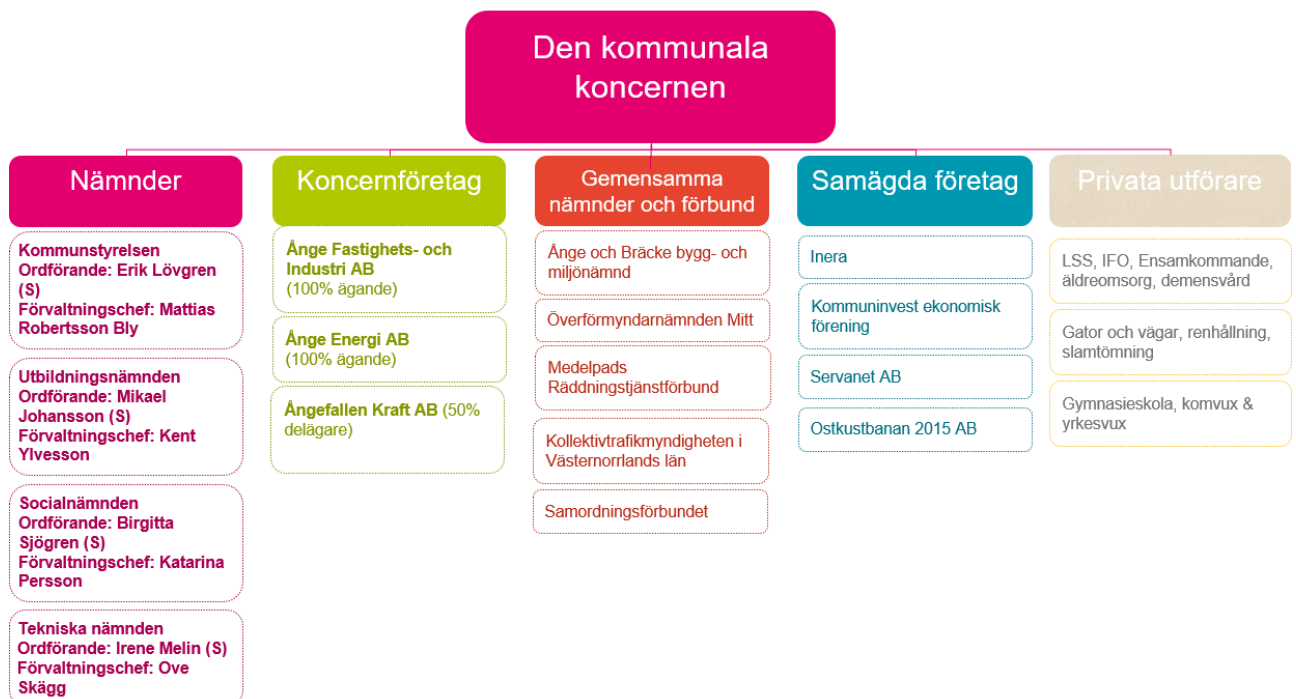 Den kommunala
koncernen
Nämnder
Kommunstyrelsen
Ordförande: Erik Lövgren
(S)
Förvaltningschef: Mattias
Robertsson Bly
Utbildningsnämnden
Ordförande: Mikael
Johansson (S)
Förvaltningschef: Kent
Ylvesson
Socialnämnden
Ordförande: Birgitta
Sjögren (S)
Förvaltningschef: Katarina
Persson
Tekniska nämnden
Ordförande: Irene Melin (S)
Förvaltningschef: Ove
Skägg
Koncernföretag
Ånge Fastighets- och
Industri AB
(100% ägande)
Ånge Energi AB
(100% ägande)
Ångefallen Kraft AB (50%
delägare)
Gemensamma
nämnder och förbund
Ånge och Bräcke bygg- och
miljönämnd
Överförmyndarnämnden Mitt
Medelpads
Räddningstjänstförbund
Kollektivtrafikmyndigheten i
Västernorrlands län
Samordningsförbundet
Samägda företag
Inera
Kommuninvest ekonomisk
förening
Servanet AB
Ostkustbanan 2015 AB
Privata utförare
LSS, IFO, Ensamkommande,
äldreomsorg, demensvård
Gator och vägar, renhållning,
slamtömning
Gymnasieskola, komvux &
yrkesvux